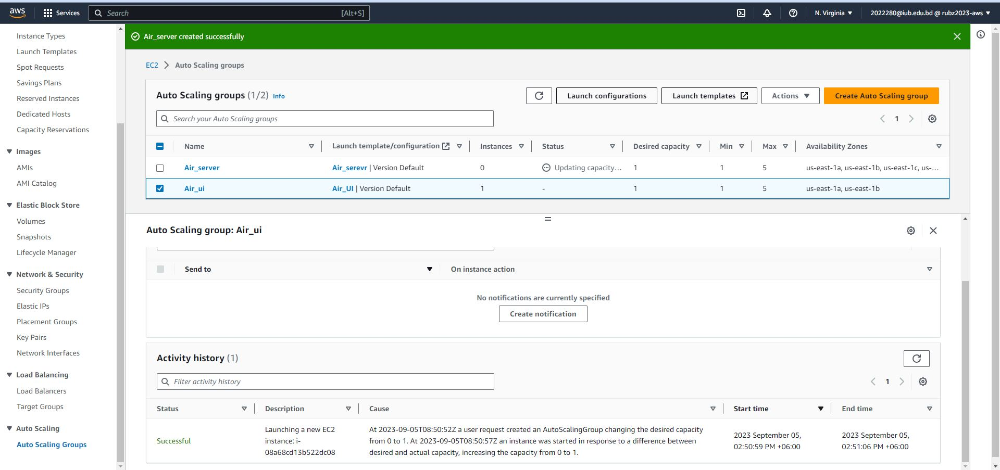 aws
Services
Search
[Alt+S]
N. Virginia
2022280@iub.edu.bd @ rubz2023-aws
Instance Types
Launch Templates
Spot Requests
Savings Plans
Reserved Instances
Dedicated Hosts
Capacity Reservations
Images
AMIs
AMI Catalog
Elastic Block Store
Volumes
Snapshots
Lifecycle Manager
Network & Security
Security Groups
Elastic IPs
Placement Groups
Key Pairs
Network Interfaces
Load Balancing
Load Balancers
Target Groups
Auto Scaling
Auto Scaling Groups
Air_server created successfully
EC2 Auto Scaling groups
Auto Scaling groups (1/2) Info
Launch configurations
Launch templates
Actions
Create Auto Scaling group
Search your Auto Scaling groups
1
Name Launch template/configuration Instances Status Desired capacity Min Max Availability Zones
Air_server Air_serevr | Version Default 0 Updating capacity... 1 1 5 us-east-1a, us-east-1b, us-east-1c, us-...
Air_ui Air_UI | Version Default 1 - 1 1 5 us-east-1a, us-east-1b
Auto Scaling group: Air_ui
Send to On instance action
No notifications are currently specified
Create notification
Activity history (1)
Filter activity history
1
Status Description Cause Start time End time
Successful
Launching a new EC2
instance: i-
08a68cd13b522dc08
At 2023-09-05T08:50:52Z a user request created an AutoScalingGroup changing the desired capacity
from 0 to 1. At 2023-09-05T08:50:57Z an instance was started in response to a difference between
desired and actual capacity, increasing the capacity from 0 to 1.
2023 September 05,
02:50:59 PM +06:00
2023 September 05,
02:51:06 PM +06:00